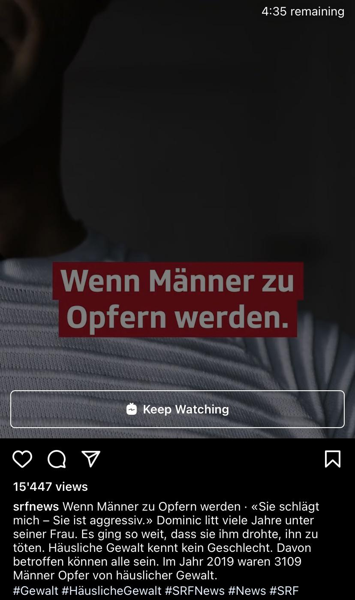 4:35 remaining
Wenn Männer zu
Opfern werden.
Keep Watching
15'447 views
srfnews Wenn Männer zu Opfern werden · «Sie schlägt
mich – Sie ist aggressiv.» Dominic litt viele Jahre unter
seiner Frau. Es ging so weit, dass sie ihm drohte, ihn zu
töten. Häusliche Gewalt kennt kein Geschlecht. Davon
betroffen können alle sein. Im Jahr 2019 waren 3109
Männer Opfer von häuslicher Gewalt.
#Gewalt #HäuslicheGewalt #SRFNews #News #SRF